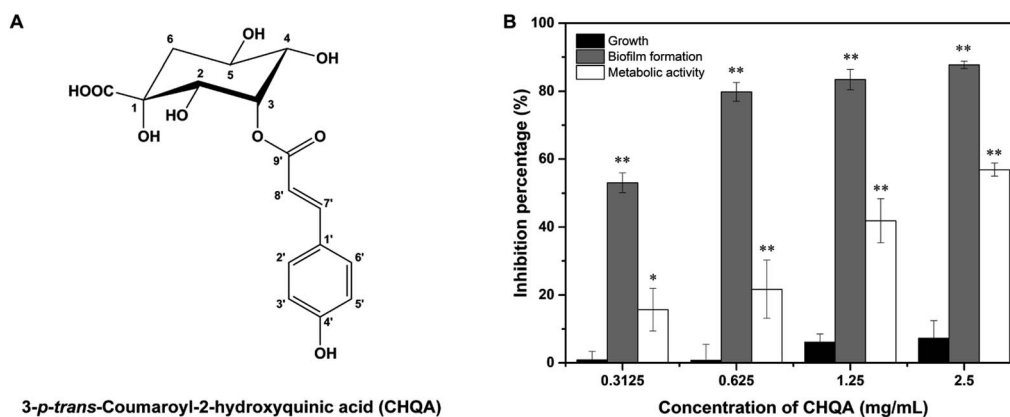 A
6
OH
4
OH
5
HOOC
2
1
HO
3
OH
O
O
9'
8'
7'
1'
2'
6'
3'
5'
4'
OH
3-p-trans-Coumaroyl-2-hydroxyquinic acid (CHQA)
B
100
80
60
40
20
0
Inhibition percentage (%)
Growth
Biofilm formation
Metabolic activity
**
*
**
**
**
**
**
**
0.3125
0.625
1.25
2.5
Concentration of CHQA (mg/mL)